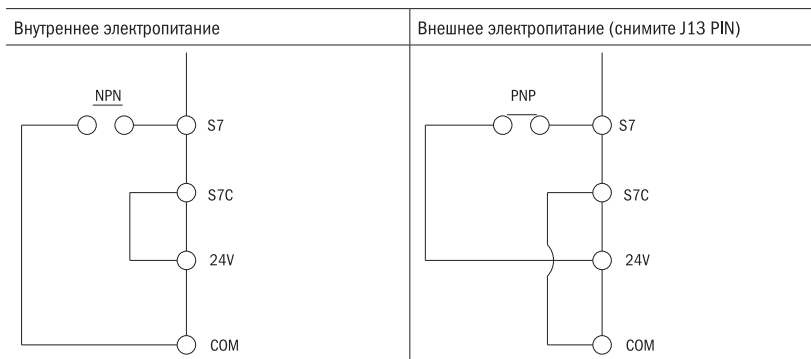 Внутреннее электропитание
Внешнее электропитание (снимите J13 PIN)
NPN
S7
S7C
24V
COM
PNP
S7
S7C
24V
COM